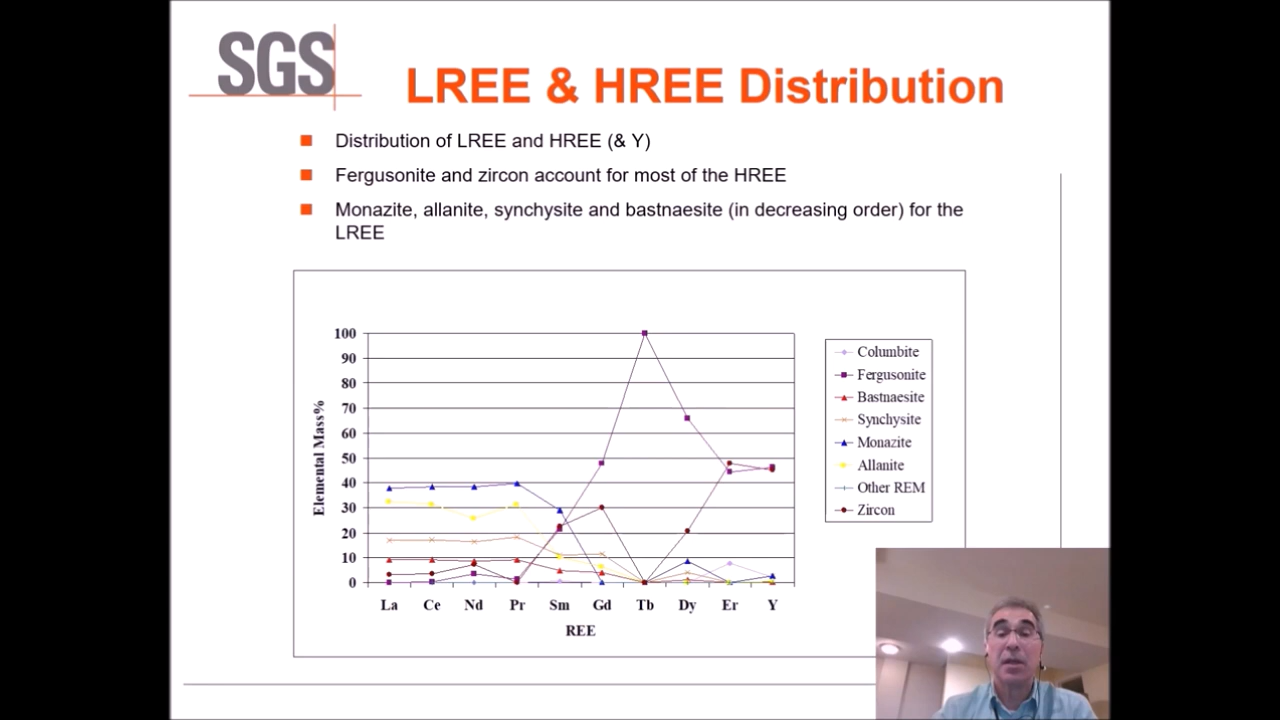 SGS
LREE & HREE Distribution
Distribution of LREE and HREE (& Y)
Fergusonite and zircon account for most of the HREE
Monazite, allanite, synchysite and bastnaesite (in decreasing order) for the
LREE
100
90
80
70
60
50
40
30
20
10
0
Elemental Mass%
La Ce Nd Pr Sm Gd Tb Dy Er Y
REE
Columbite
Fergusonite
Bastnaesite
Synchysite
Monazite
Allanite
Other REM
Zircon